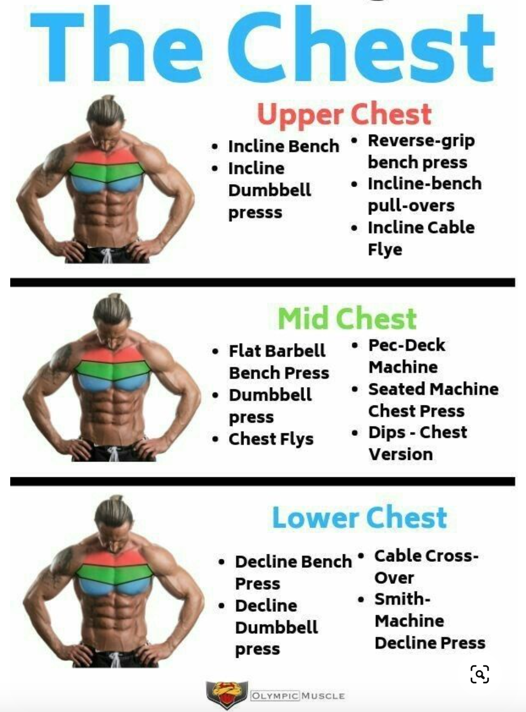 The Chest
Upper Chest
• Incline Bench
• Incline
Dumbbell
presss
• Reverse-grip
bench press
• Incline-bench
pull-overs
• Incline Cable
Flye
Mid Chest
• Flat Barbell
Bench Press
• Dumbbell
press
• Chest Flys
• Pec-Deck
Machine
• Seated Machine
Chest Press
• Dips - Chest
Version
Lower Chest
• Decline Bench
Press
• Decline
Dumbbell
press
• Cable Cross-
Over
• Smith-
Machine
Decline Press
OLYMPIC MUSCLE